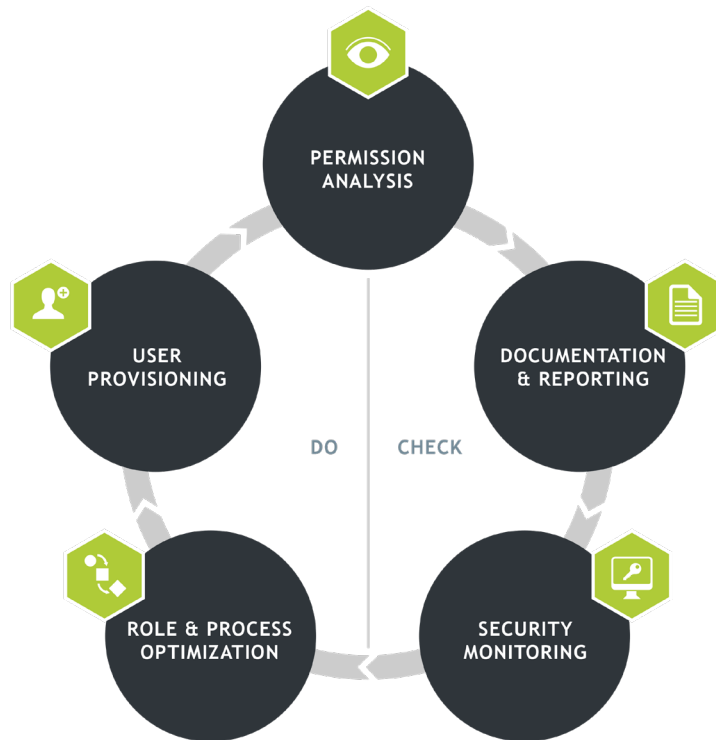 PERMISSION
ANALYSIS
USER
PROVISIONING
DOCUMENTATION
& REPORTING
DO
CHECK
ROLE & PROCESS
OPTIMIZATION
SECURITY
MONITORING